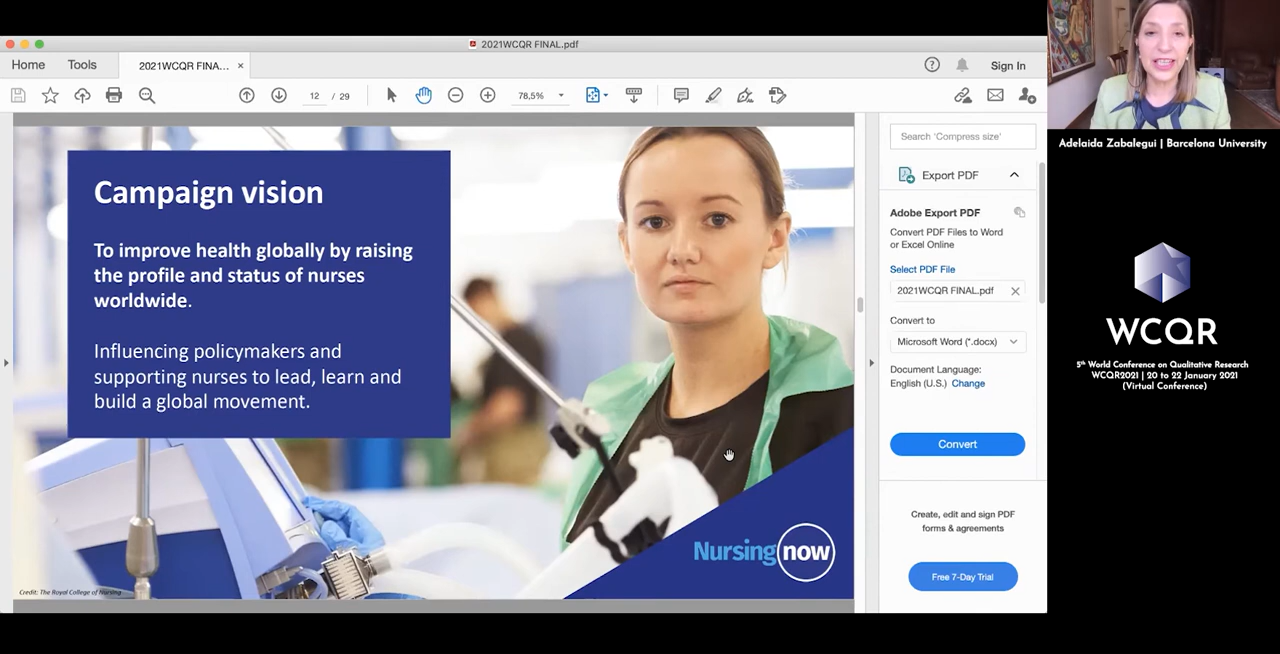 2021WCQR FINAL.pdf
Home
Tools
2021WCQR FINA...
Sign In
12 / 29
78,5%
Campaign vision
To improve health globally by raising
the profile and status of nurses
worldwide.
Influencing policymakers and
supporting nurses to lead, learn and
build a global movement.
Nursing now
Credit: The Royal College of Nursing
Search 'Compress size'
Export PDF
Adobe Export PDF
Convert PDF Files to Word
or Excel Online
Select PDF File
2021WCQR FINAL.pdf
Convert to
Microsoft Word (*.docx)
Document Language:
English (U.S.) Change
Convert
Create, edit and sign PDF
forms & agreements
Free 7-Day Trial
Adelaida Zabalegui | Barcelona University
WCQR
5th World Conference on Qualitative Research
WCQR2021 | 20 to 22 January 2021
(Virtual Conference)